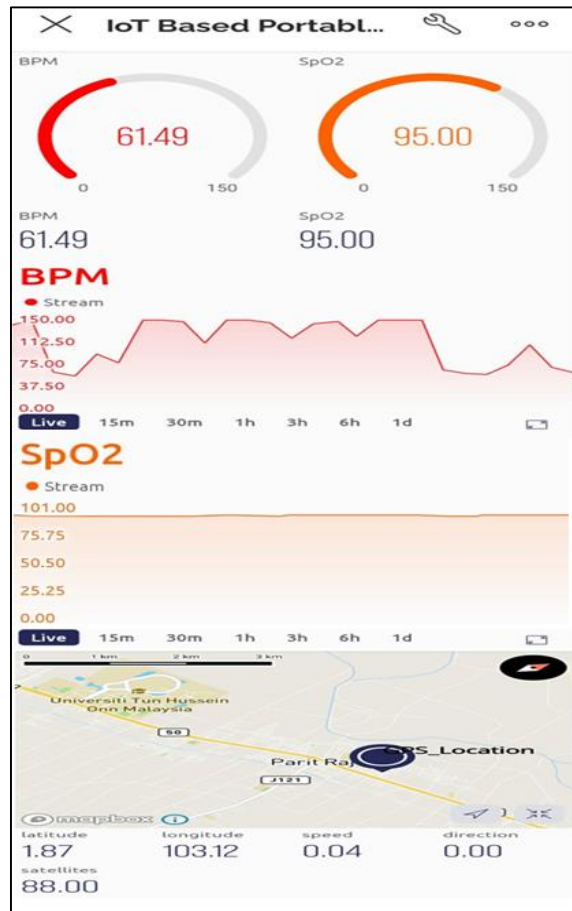 IoT Based Portabl...
BPM SpO2
61.49 95.00
0 150 0 150
BPM SpO2
61.49 95.00
BPM
Stream
150.00
112.50
75.00
37.50
0.00
Live 15m 30m 1h 3h 6h 1d
SpO2
Stream
101.00
75.75
50.50
25.25
0.00
Live 15m 30m 1h 3h 6h 1d
0 1 km 2 km 3 km
Universiti Tun Hussein
Onn Malaysia
50
Parit Raj GPS_Location
J121
mapbox
latitude longitude speed direction
1.87 103.12 0.04 0.00
satellites
88.00